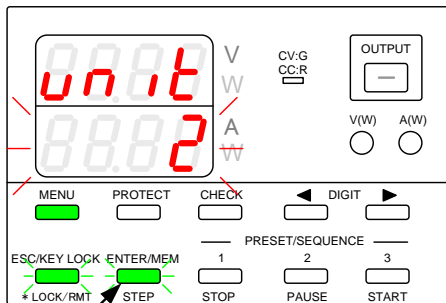 unit
2
V
W
A
W
CV:G
CC:R
OUTPUT
V(W) A(W)
MENU PROTECT CHECK ◀ DIGIT ▶
PRESET/SEQUENCE
ESC/KEY LOCK ENTER/MEM 1 2 3
* LOCK/RMT STEP STOP PAUSE START